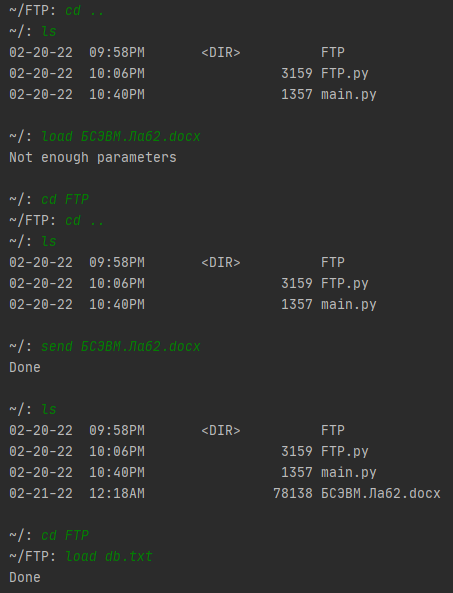 ~/FTP: cd ..
~/: ls
02-20-22  09:58PM       <DIR>          FTP
02-20-22  10:06PM                 3159 FTP.py
02-20-22  10:40PM                 1357 main.py
~/: load БСЭВМ.Лаб2.docx
Not enough parameters
~/: cd FTP
~/FTP: cd ..
~/: ls
02-20-22  09:58PM       <DIR>          FTP
02-20-22  10:06PM                 3159 FTP.py
02-20-22  10:40PM                 1357 main.py
~/: send БСЭВМ.Лаб2.docx
Done
~/: ls
02-20-22  09:58PM       <DIR>          FTP
02-20-22  10:06PM                 3159 FTP.py
02-20-22  10:40PM                 1357 main.py
02-21-22  12:18AM                78138 БСЭВМ.Лаб2.docx
~/: cd FTP
~/FTP: load db.txt
Done